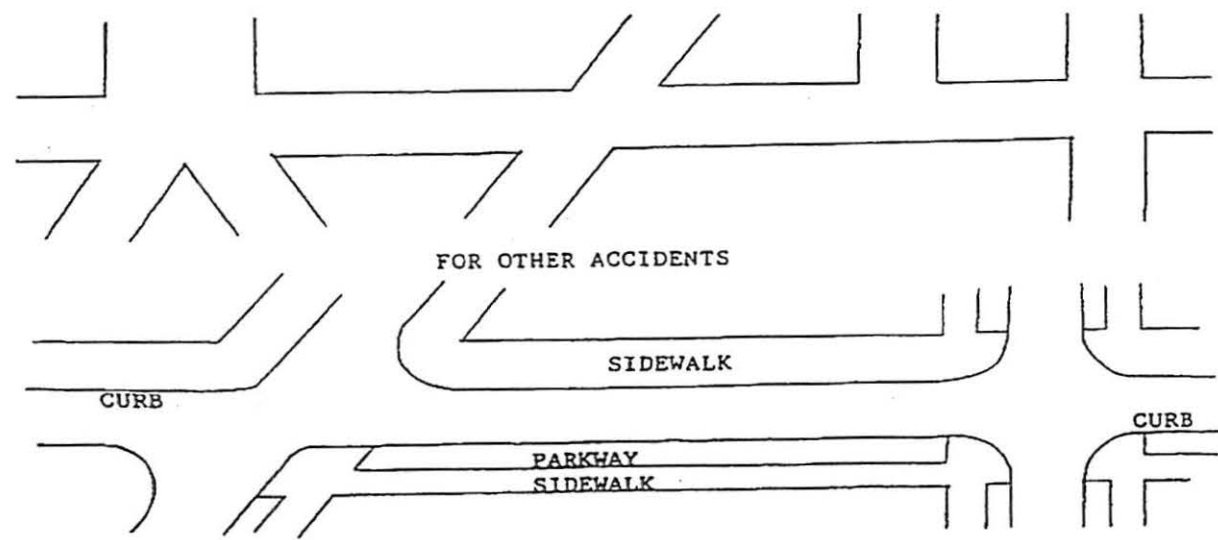 FOR OTHER ACCIDENTS
SIDEWALK
CURB
CURB
PARKWAY
SIDEWALK